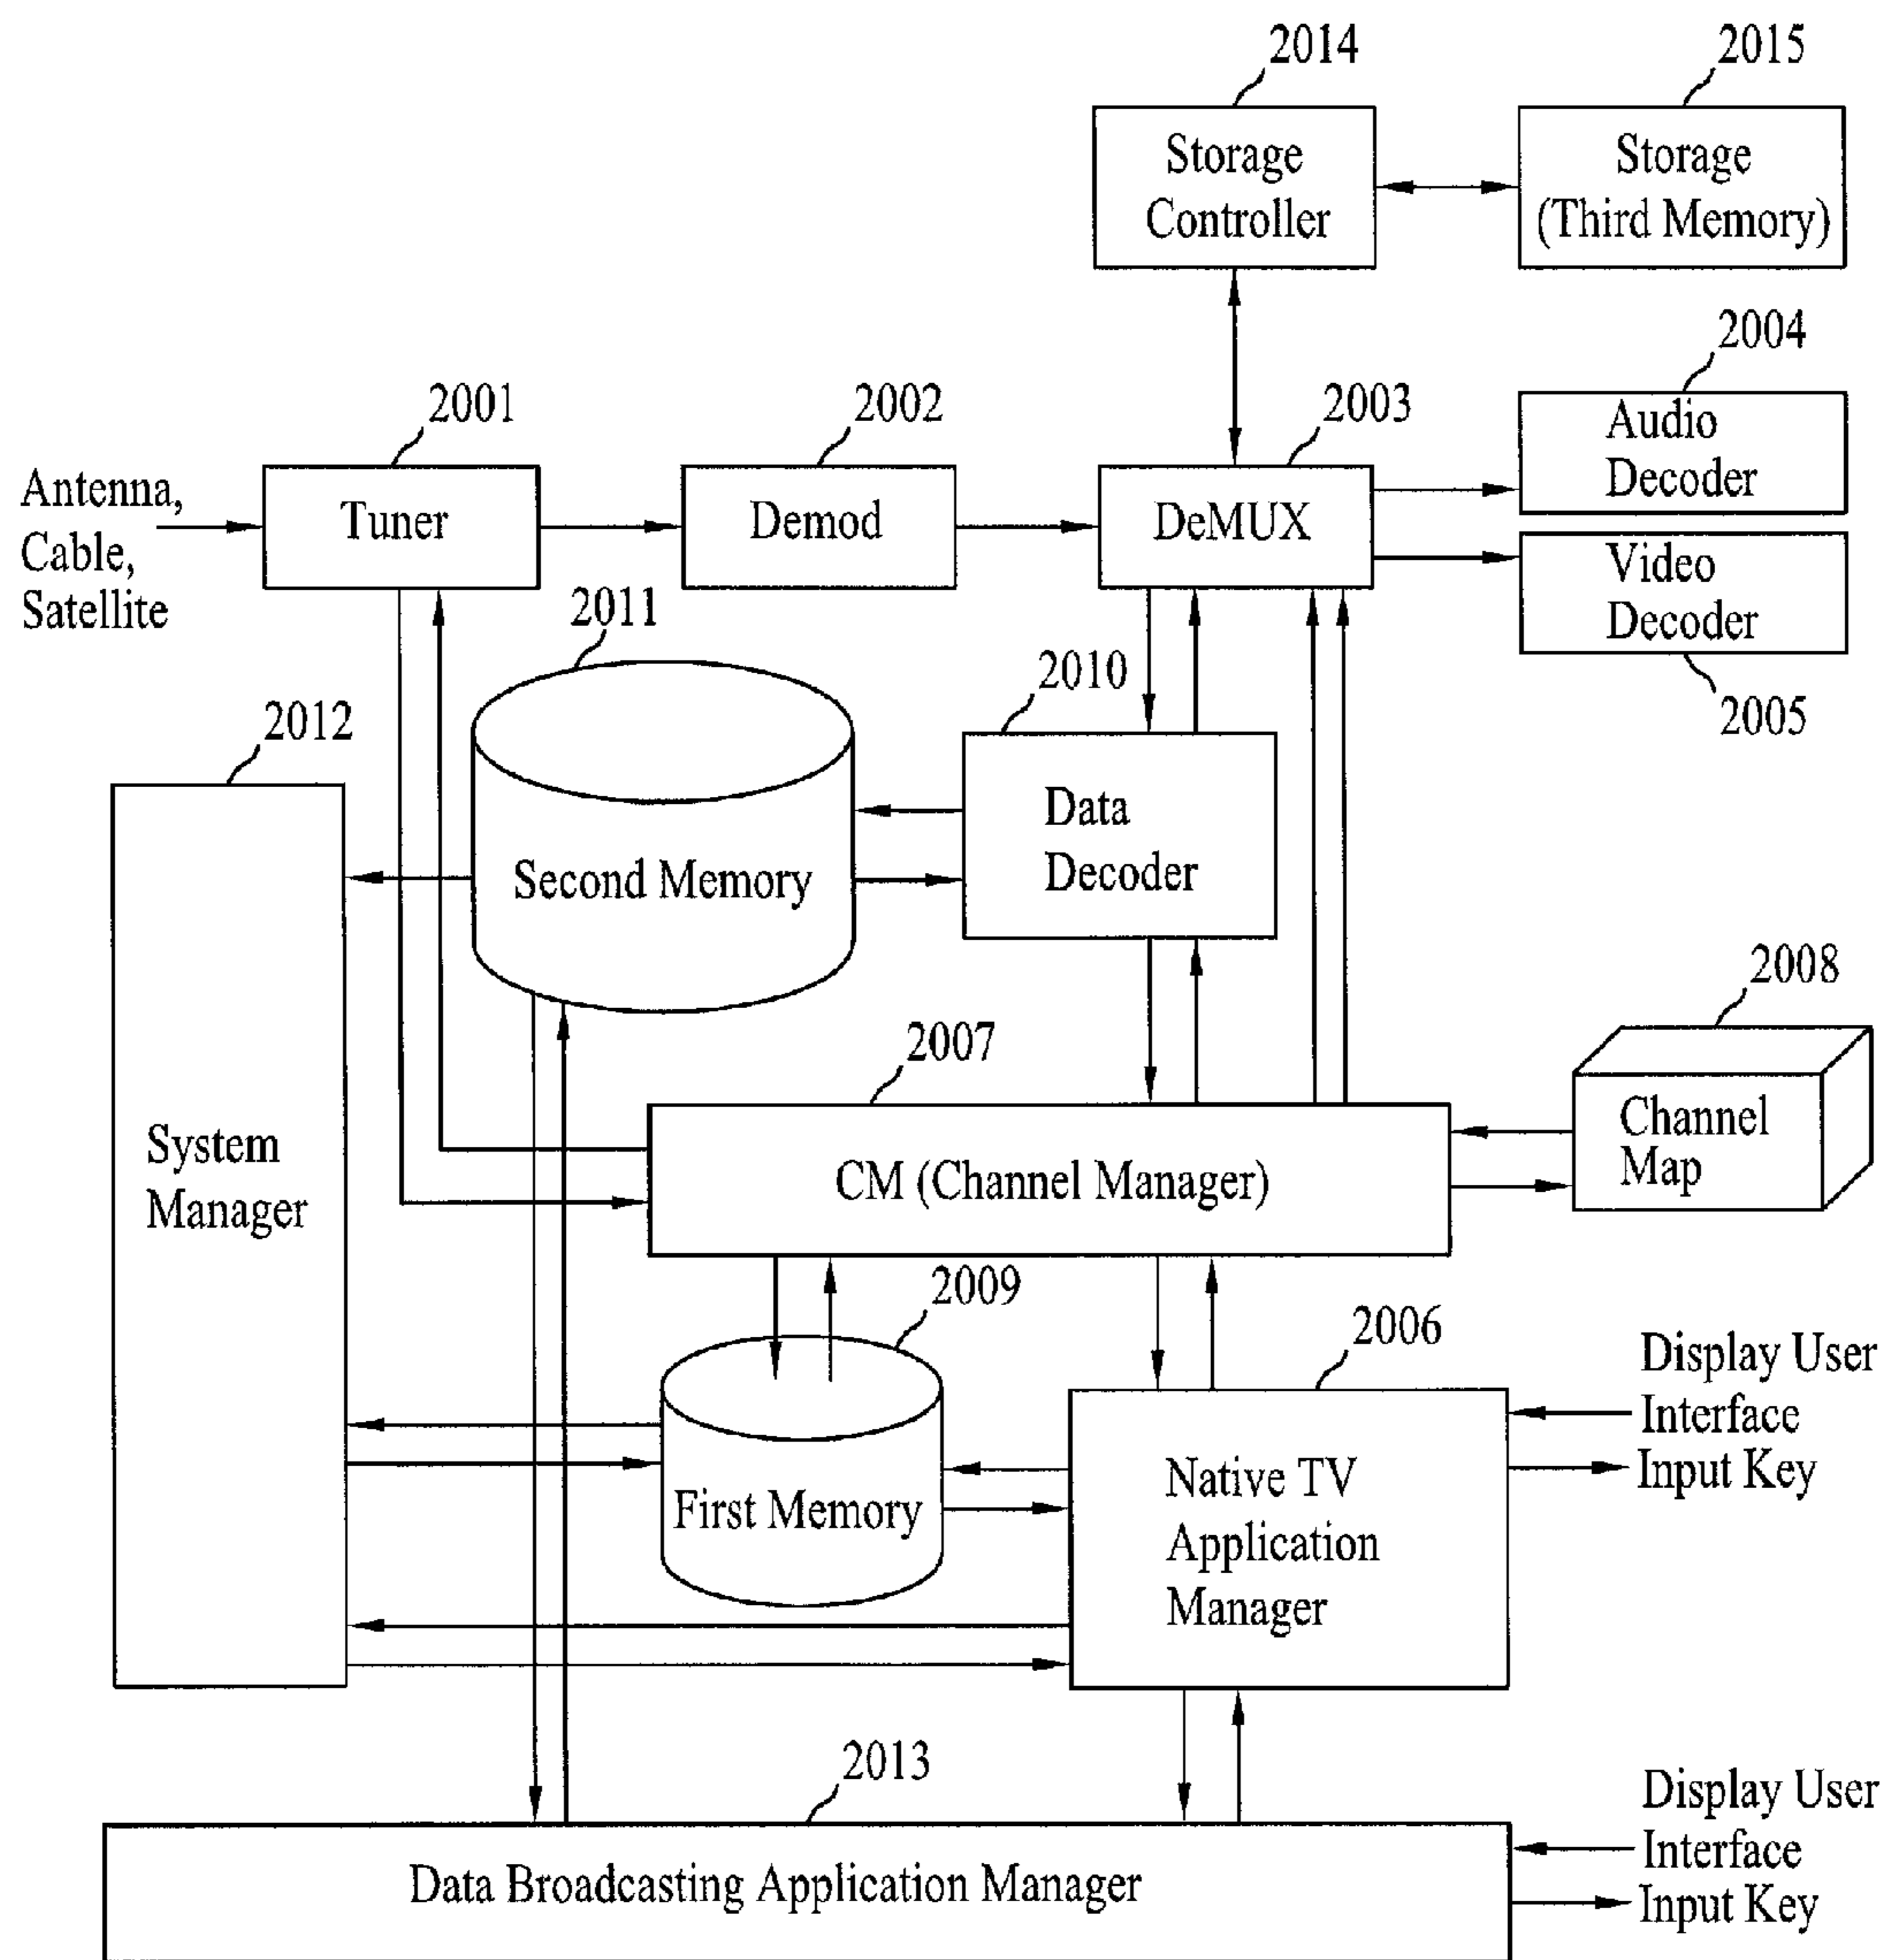 2014
2015
Storage
Controller
Storage
(Third Memory)
2004
2001
2002
2003
Audio
Decoder
Antenna,
Cable,
Satellite
Tuner
Demod
DeMUX
Video
Decoder
2005
2011
2010
2012
Second Memory
Data
Decoder
2008
2007
System
Manager
CM (Channel Manager)
Channel
Map
2009
2006
Display User
Interface
Input Key
First Memory
Native TV
Application
Manager
2013
Display User
Interface
Input Key
Data Broadcasting Application Manager